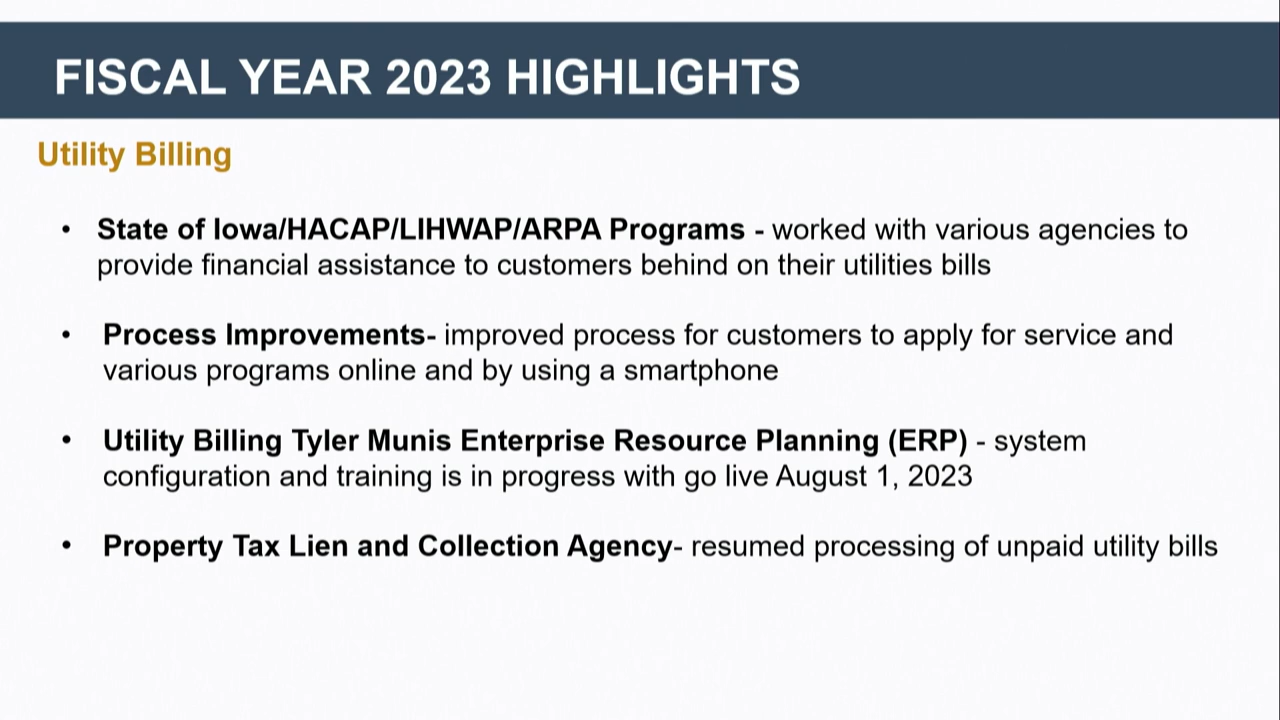 FISCAL YEAR 2023 HIGHLIGHTS
Utility Billing
• State of Iowa/HACAP/LIHWAP/ARPA Programs - worked with various agencies to
provide financial assistance to customers behind on their utilities bills
• Process Improvements- improved process for customers to apply for service and
various programs online and by using a smartphone
• Utility Billing Tyler Munis Enterprise Resource Planning (ERP) - system
configuration and training is in progress with go live August 1, 2023
• Property Tax Lien and Collection Agency- resumed processing of unpaid utility bills